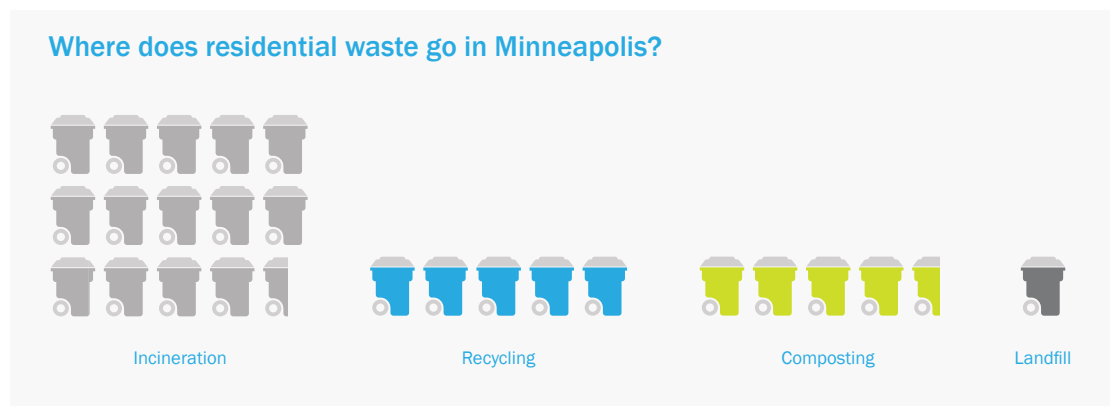 Where does residential waste go in Minneapolis?
Incineration
Recycling
Composting
Landfill